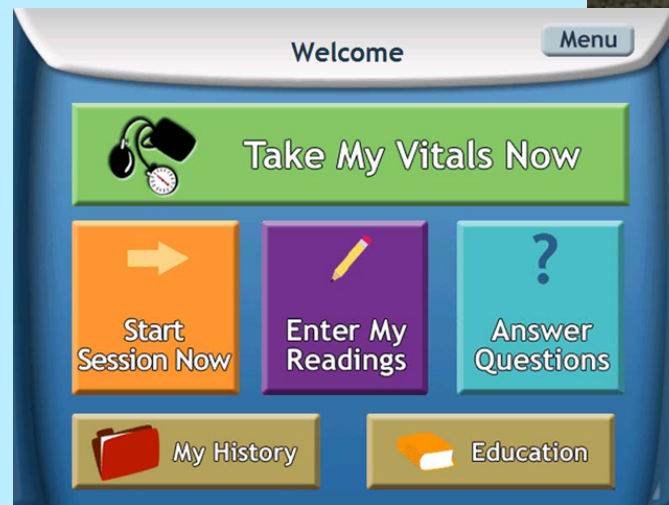 Welcome
Menu
Take My Vitals Now
Start
Session Now
Enter My
Readings
?
Answer
Questions
My History
Education